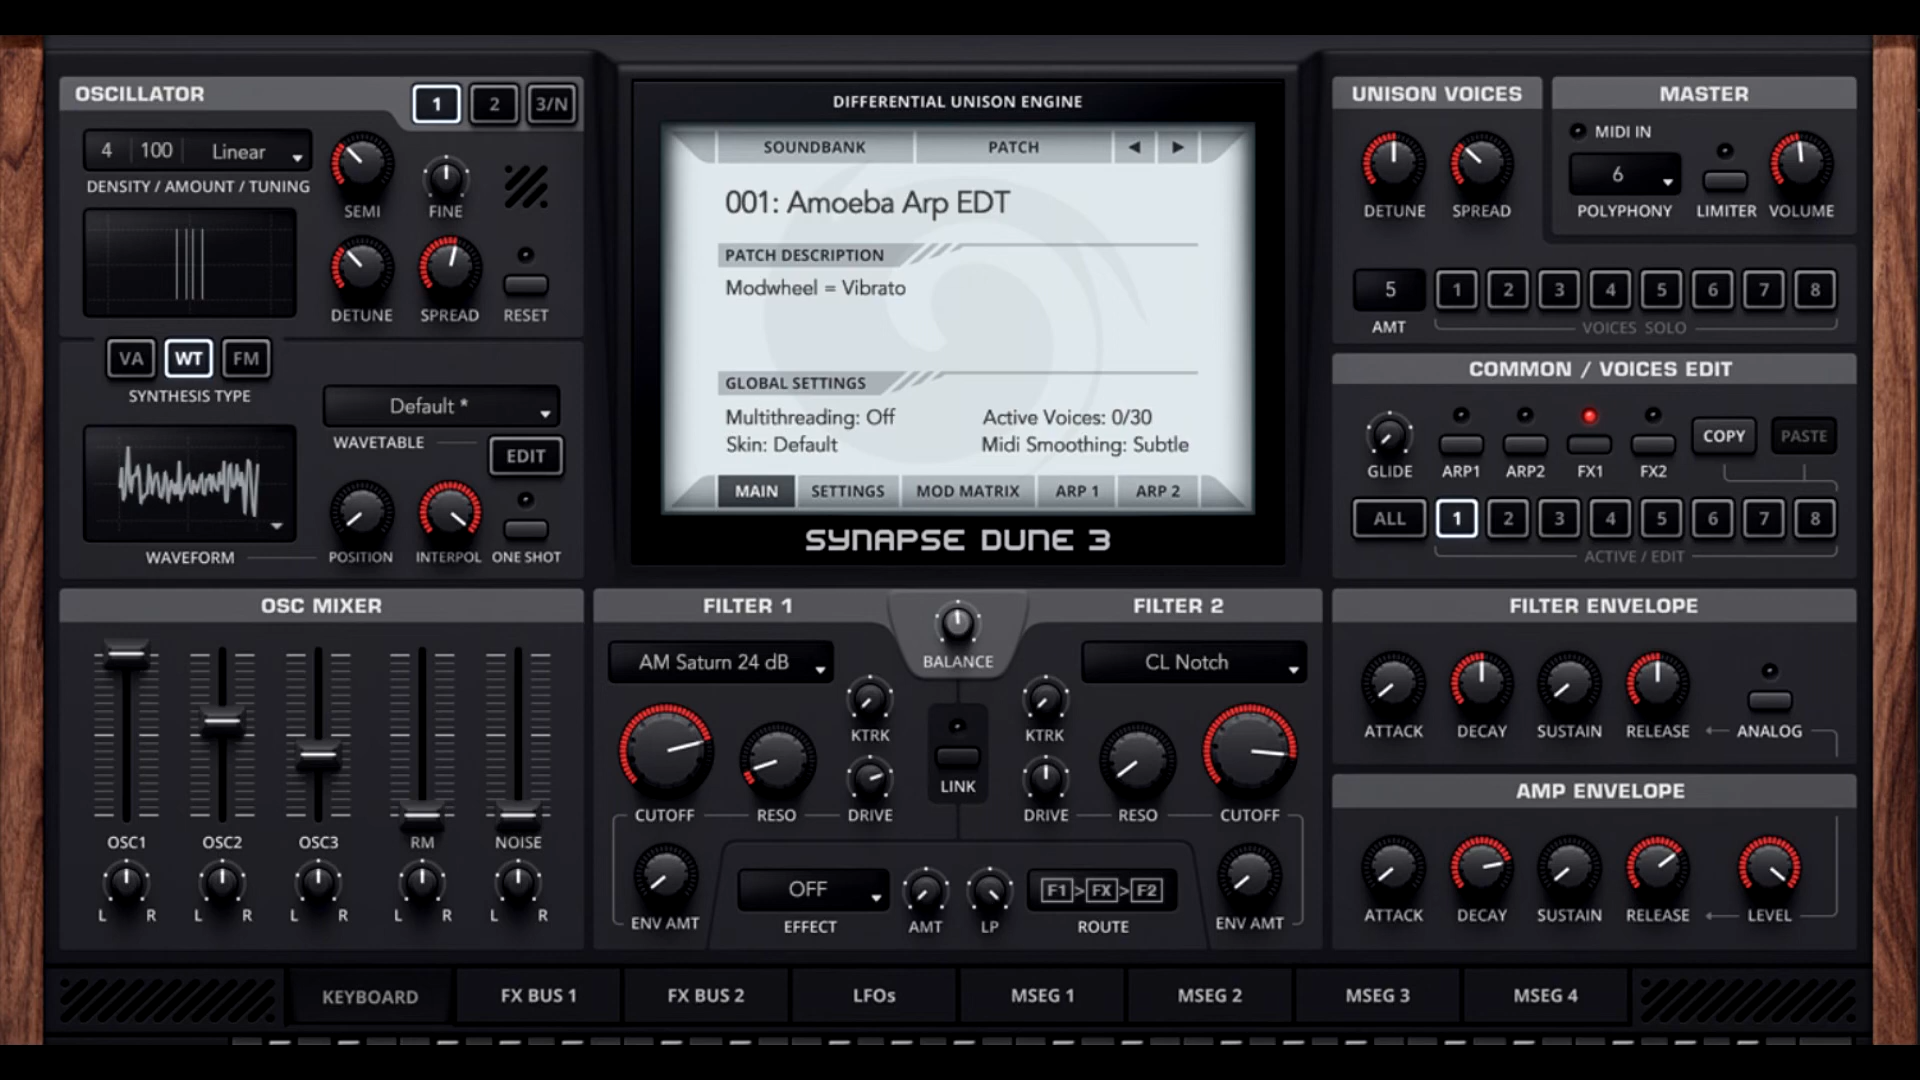 OSCILLATOR
1 2 3/N
4 100 Linear
DENSITY / AMOUNT / TUNING
SEMI FINE
DETUNE SPREAD RESET
VA WT FM
SYNTHESIS TYPE
Default *
WAVETABLE
EDIT
WAVEFORM POSITION INTERPOL ONE SHOT
DIFFERENTIAL UNISON ENGINE
SOUNDBANK PATCH
001: Amoeba Arp EDT
PATCH DESCRIPTION
Modwheel = Vibrato
GLOBAL SETTINGS
Multithreading: Off Active Voices: 0/30
Skin: Default Midi Smoothing: Subtle
MAIN SETTINGS MOD MATRIX ARP 1 ARP 2
SYNAPSE DUNE 3
UNISON VOICES
DETUNE SPREAD
MASTER
MIDI IN
6
POLYPHONY LIMITER VOLUME
5 1 2 3 4 5 6 7 8
AMT VOICES SOLO
COMMON / VOICES EDIT
COPY PASTE
GLIDE ARP1 ARP2 FX1 FX2
ALL 1 2 3 4 5 6 7 8
ACTIVE / EDIT
OSC MIXER
OSC1 OSC2 OSC3 RM NOISE
L R L R L R L R L R
FILTER 1
AM Saturn 24 dB
KTRK
CUTOFF RESO DRIVE
ENV AMT
BALANCE
LINK
FILTER 2
CL Notch
KTRK
DRIVE RESO CUTOFF
ENV AMT
OFF F1>FX>F2
EFFECT AMT LP ROUTE
FILTER ENVELOPE
ATTACK DECAY SUSTAIN RELEASE ANALOG
AMP ENVELOPE
ATTACK DECAY SUSTAIN RELEASE LEVEL
KEYBOARD FX BUS 1 FX BUS 2 LFOs MSEG 1 MSEG 2 MSEG 3 MSEG 4